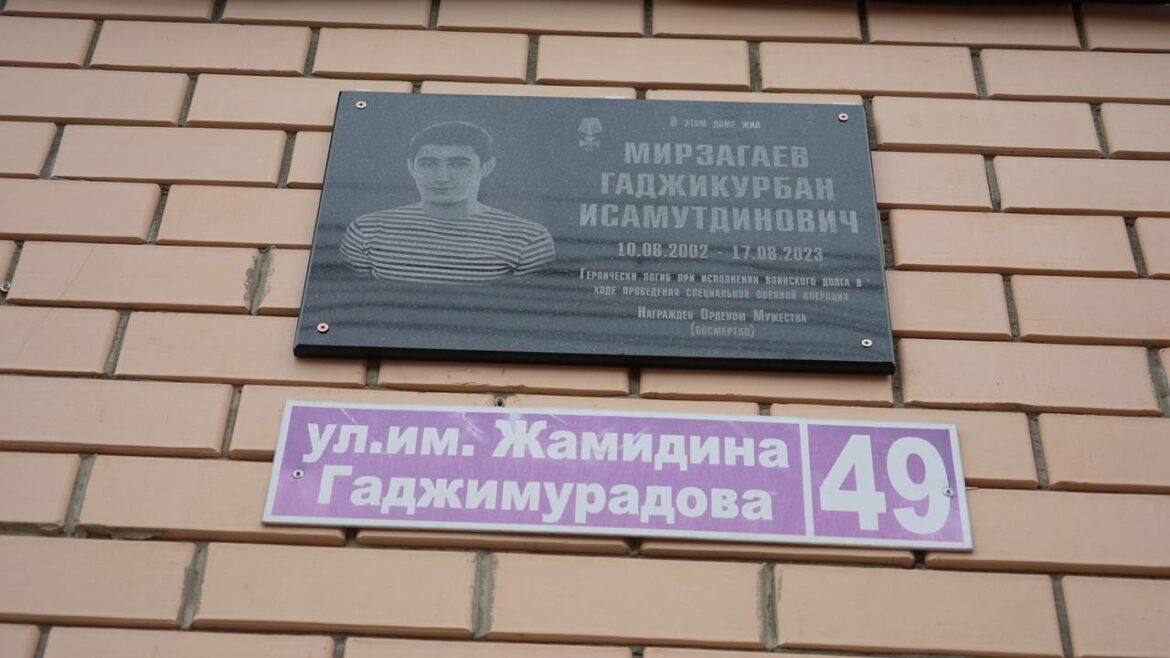 В этом доме жил
МИРЗАГАЕВ
ГАДЖИКУРБАН
ИСАМУТДИНОВИЧ
10.06.2002 - 17.08.2023
Героически погиб при исполнении воинского долга в
ходе проведения специальной военной операции
Награжден Орденом Мужества
(посмертно)
ул.им. Жамидина
Гаджимурадова
49